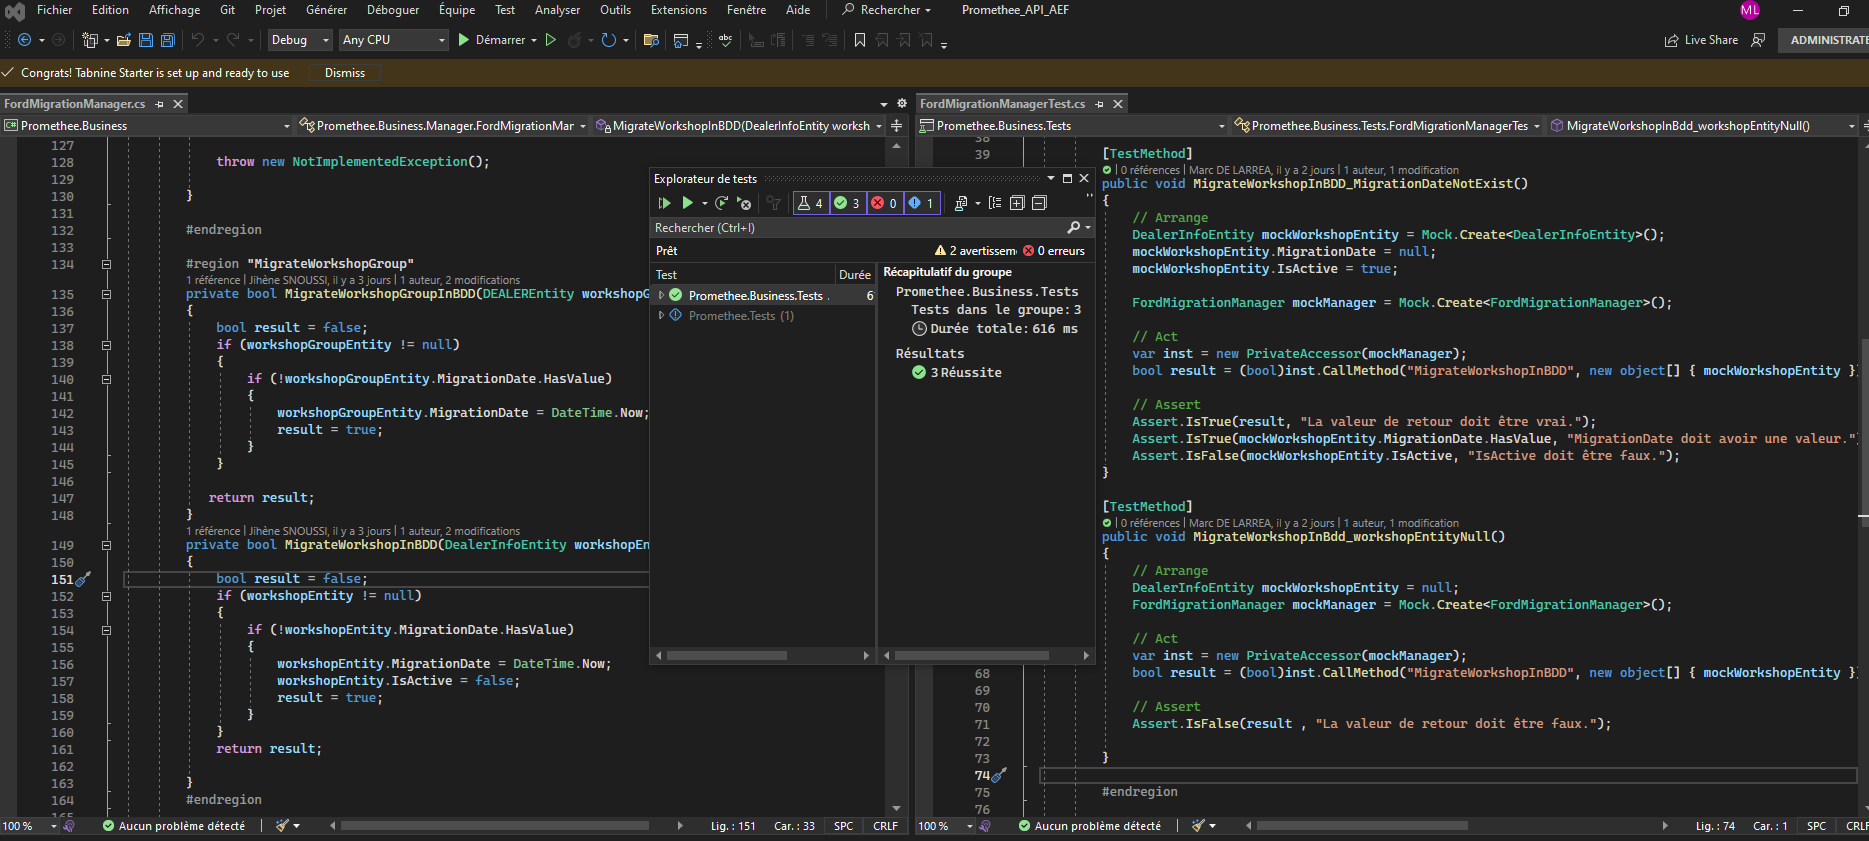 Fichier Edition Affichage Git Projet Générer Déboguer Équipe Test Analyser Outils Extensions Fenêtre Aide Rechercher Promethee_API_AEF ML
Debug Any CPU Démarrer Live Share ADMINISTRATE
Congrats! Tabnine Starter is set up and ready to use Dismiss
FordMigrationManager.cs
Promethee.Business Promethee.Business.Manager.FordMigrationMar MigrateWorkshopInBDD(DealerInfoEntity worksh
127
128 throw new NotImplementedException();
129
130 }
131
132 #endregion
133
134 #region "MigrateWorkshopGroup"
1 référence | Jihène SNOUSSI, il y a 3 jours | 1 auteur, 2 modifications
135 private bool MigrateWorkshopGroupInBDD(DEALEREntity workshopG
136 {
137 bool result = false;
138 if (workshopGroupEntity != null)
139 {
140 if (!workshopGroupEntity.MigrationDate.HasValue)
141 {
142 workshopGroupEntity.MigrationDate = DateTime.Now;
143 result = true;
144 }
145 }
146
147 return result;
148 }
1 référence | Jihène SNOUSSI, il y a 3 jours | 1 auteur, 2 modifications
149 private bool MigrateWorkshopInBDD(DealerInfoEntity workshopEn
150 {
151 bool result = false;
152 if (workshopEntity != null)
153 {
154 if (!workshopEntity.MigrationDate.HasValue)
155 {
156 workshopEntity.MigrationDate = DateTime.Now;
157 workshopEntity.IsActive = false;
158 result = true;
159 }
160 }
161 return result;
162
163 }
164 #endregion
165
100 % Aucun problème détecté Lig. : 151 Car. : 33 SPC CRLF
Explorateur de tests
4 3 0 1
Rechercher (Ctrl+I)
Prêt 2 avertissem 0 erreurs
Test Durée
Promethee.Business.Tests . 6
Promethee.Tests (1)
Récapitulatif du groupe
Promethee.Business.Tests
Tests dans le groupe: 3
Durée totale: 616 ms
Résultats
3 Réussite
FordMigrationManagerTest.cs
Promethee.Business.Tests Promethee.Business.Tests.FordMigrationManagerTes MigrateWorkshopInBdd_workshopEntityNull()
38
39 [TestMethod]
| 0 références | Marc DE LARREA, il y a 2 jours | 1 auteur, 1 modification
public void MigrateWorkshopInBDD_MigrationDateNotExist()
{
// Arrange
DealerInfoEntity mockWorkshopEntity = Mock.Create<DealerInfoEntity>();
mockWorkshopEntity.MigrationDate = null;
mockWorkshopEntity.IsActive = true;
FordMigrationManager mockManager = Mock.Create<FordMigrationManager>();
// Act
var inst = new PrivateAccessor(mockManager);
bool result = (bool)inst.CallMethod("MigrateWorkshopInBDD", new object[] { mockWorkshopEntity }
// Assert
Assert.IsTrue(result, "La valeur de retour doit être vrai.");
Assert.IsTrue(mockWorkshopEntity.MigrationDate.HasValue, "MigrationDate doit avoir une valeur."
Assert.IsFalse(mockWorkshopEntity.IsActive, "IsActive doit être faux.");
}
[TestMethod]
| 0 références | Marc DE LARREA, il y a 2 jours | 1 auteur, 1 modification
public void MigrateWorkshopInBdd_workshopEntityNull()
{
// Arrange
DealerInfoEntity mockWorkshopEntity = null;
FordMigrationManager mockManager = Mock.Create<FordMigrationManager>();
// Act
var inst = new PrivateAccessor(mockManager);
68 bool result = (bool)inst.CallMethod("MigrateWorkshopInBDD", new object[] { mockWorkshopEntity }
69
70 // Assert
71 Assert.IsFalse(result , "La valeur de retour doit être faux.");
72
73 }
74
75 #endregion
76
100 % Aucun problème détecté Lig. : 74 Car. : 1 SPC CRLF